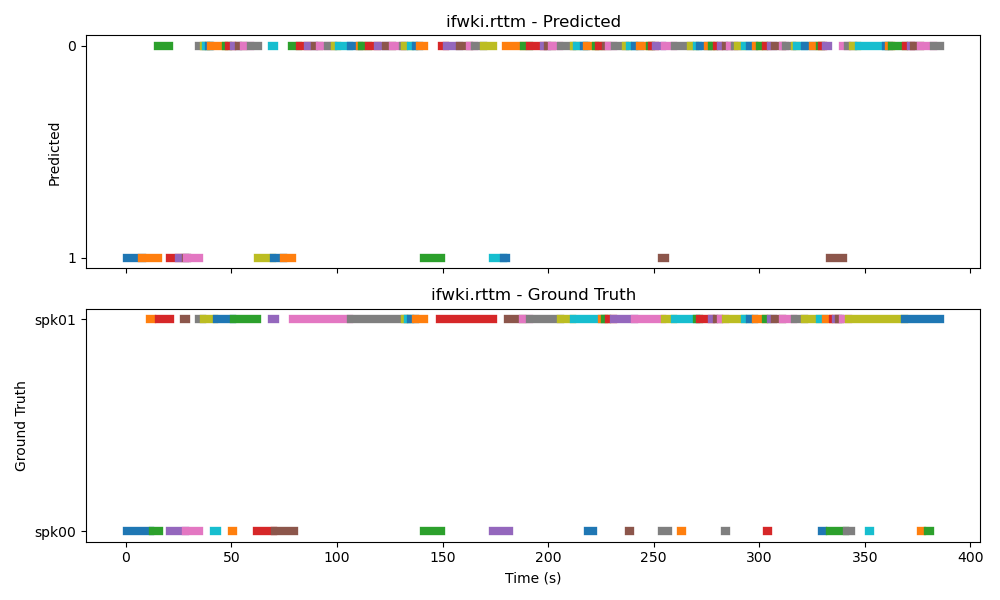 ifwki.rttm - Predicted
0
1
Predicted
ifwki.rttm - Ground Truth
spk01
spk00
Ground Truth
0 50 100 150 200 250 300 350 400
Time (s)